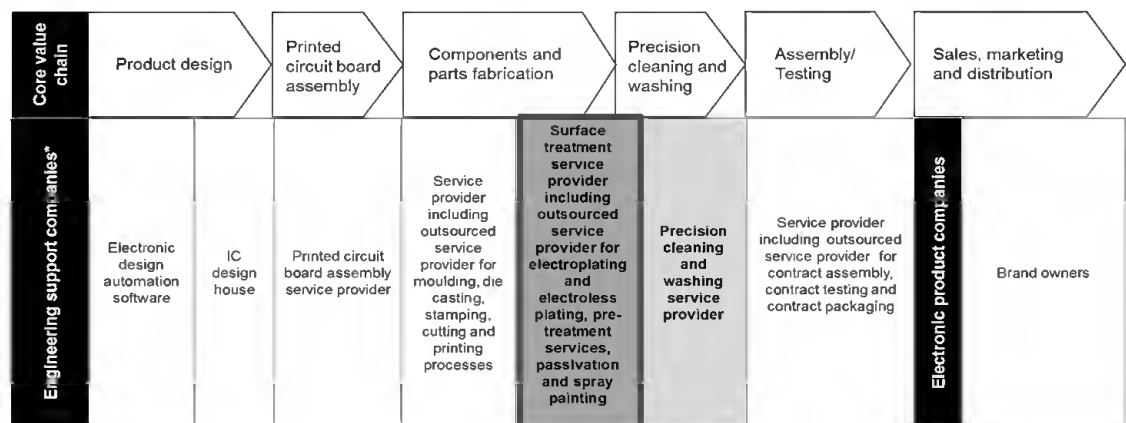 Core value
chain
Product design
Printed
circuit board
assembly
Components and
parts fabrication
Precision
cleaning and
washing
Assembly/
Testing
Sales, marketing
and distribution
Engineering support companies*
Electronic
design
automation
software
IC
design
house
Printed circuit
board assembly
service provider
Service
provider
including
outsourced
service
provider for
moulding, die
casting,
stamping,
cutting and
printing
processes
Surface
treatment
service
provider
including
outsourced
service
provider for
electroplating
and
electroless
plating, pre-
treatment
services,
passivation
and spray
painting
Precision
cleaning
and
washing
service
provider
Service provider
including outsourced
service provider for
contract assembly,
contract testing and
contract packaging
Electronic product companies
Brand owners